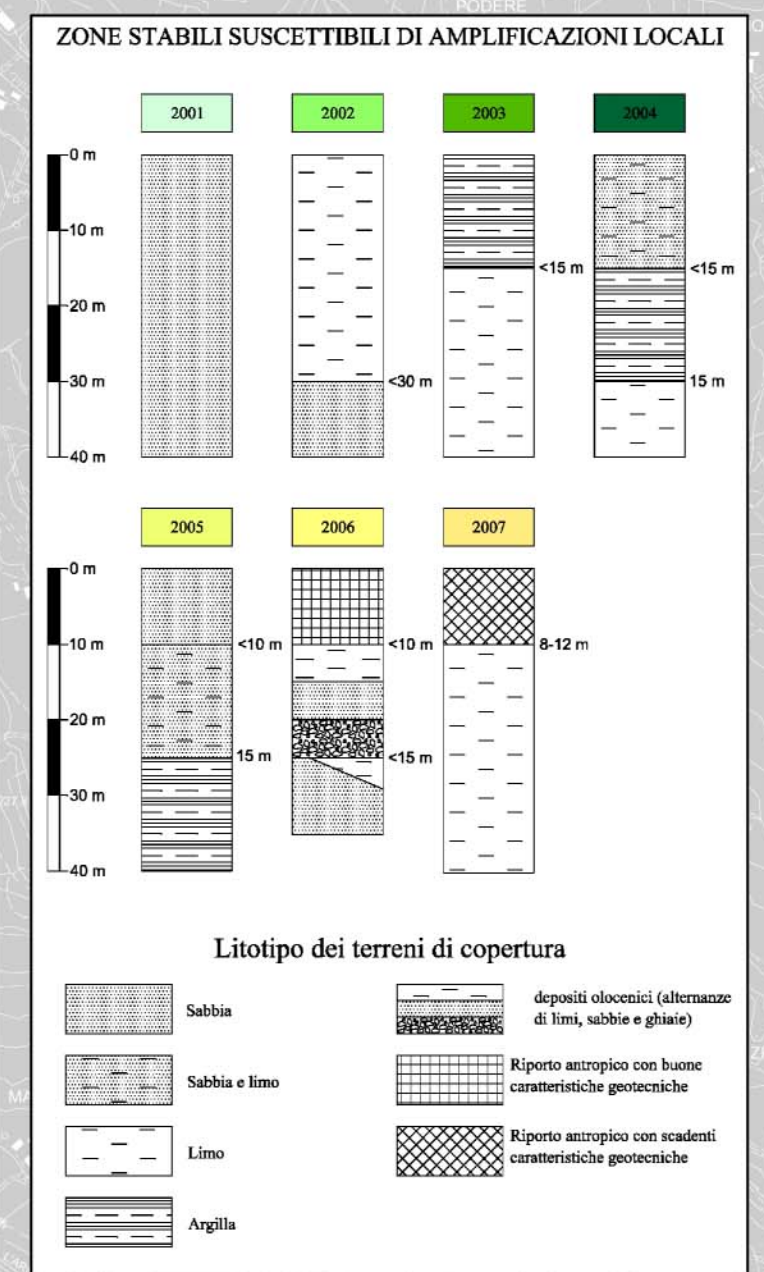 PODERE
ZONE STABILI SUSCETTIBILI DI AMPLIFICAZIONI LOCALI
2001
2002
2003
2004
0 m
10 m
20 m
30 m
40 m
<30 m
<15 m
<15 m
15 m
2005
2006
2007
0 m
10 m
20 m
30 m
40 m
<10 m
15 m
<10 m
<15 m
8-12 m
Litotipo dei terreni di copertura
Sabbia
Sabbia e limo
Limo
Argilla
depositi olocenici (alternanze
di limi, sabbie e ghiaie)
Riporto antropico con buone
caratteristiche geotecniche
Riporto antropico con scadenti
caratteristiche geotecniche